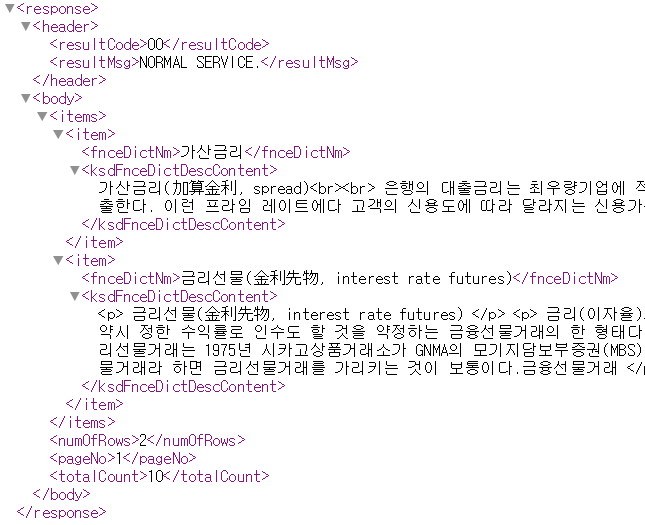 <response>
<header>
<resultCode>00</resultCode>
<resultMsg>NORMAL SERVICE.</resultMsg>
</header>
<body>
<items>
<item>
<fnceDictNm>가산금리</fnceDictNm>
<ksdFnceDictDescContent>
가산금리(加算金利, spread)<br><br> 은행의 대출금리는 최우량기업에
출한다. 이런 프라임 레이트에다 고객의 신용도에 따라 달라지는 신용가
</ksdFnceDictDescContent>
</item>
<item>
<fnceDictNm>금리선물(金利先物, interest rate futures)</fnceDictNm>
<ksdFnceDictDescContent>
<p> 금리선물(金利先物, interest rate futures) </p> <p> 금리(이자율)
약시 정한 수익률로 인수도 할 것을 약정하는 금융선물거래의 한 형태다
리선물거래는 1975년 시카고상품거래소가 GNMA의 모기지담보부증권(MBS)
물거래라 하면 금리선물거래를 가리키는 것이 보통이다.금융선물거래 </
</ksdFnceDictDescContent>
</item>
</items>
<numOfRows>2</numOfRows>
<pageNo>1</pageNo>
<totalCount>10</totalCount>
</body>
</response>